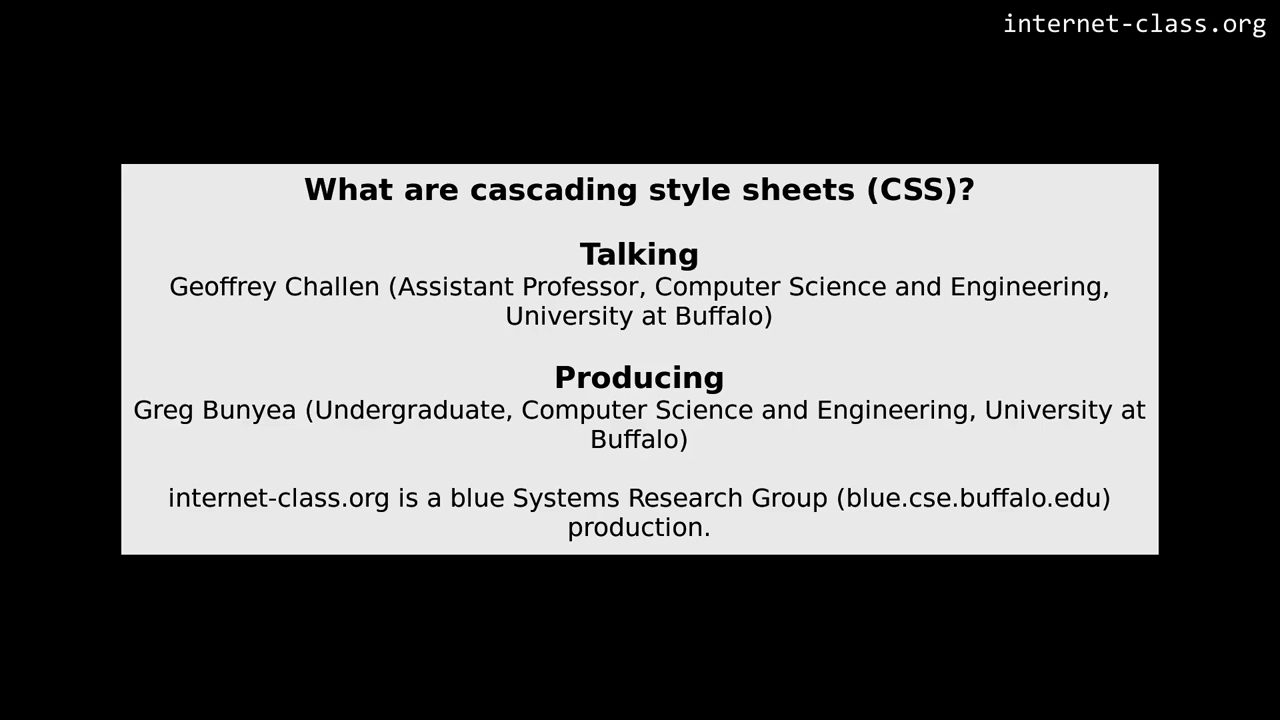 internet-class.org
What are cascading style sheets (CSS)?
Talking
Geoffrey Challen (Assistant Professor, Computer Science and Engineering,
University at Buffalo)
Producing
Greg Bunyea (Undergraduate, Computer Science and Engineering, University at
Buffalo)
internet-class.org is a blue Systems Research Group (blue.cse.buffalo.edu)
production.